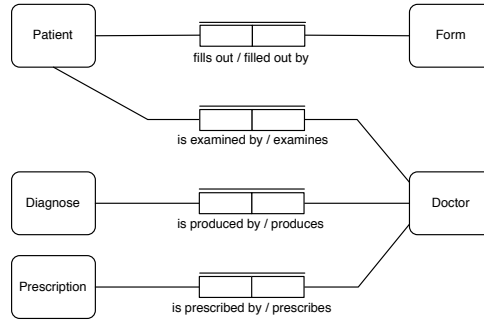 Patient
Form
fills out / filled out by
is examined by / examines
Diagnose
Doctor
is produced by / produces
Prescription
is prescribed by / prescribes